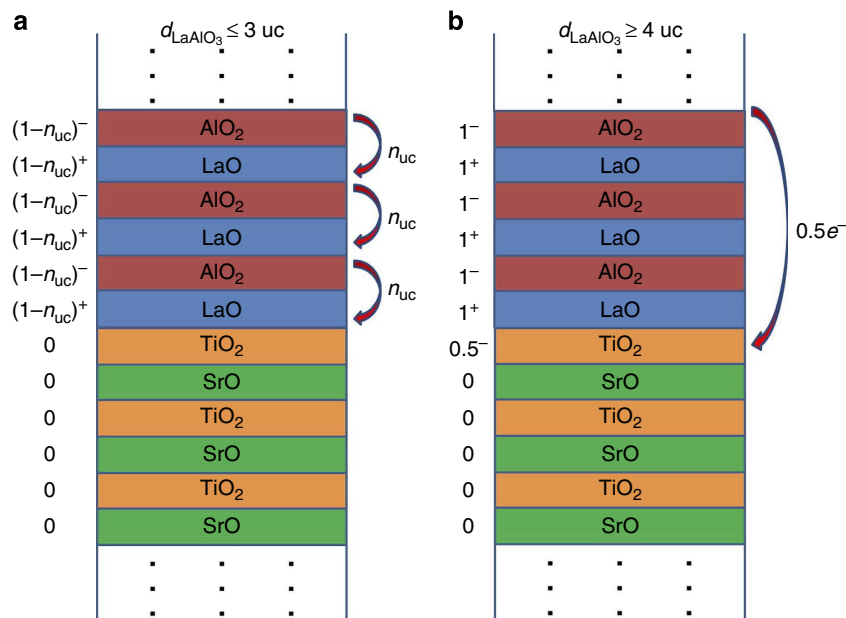 a
d_LaAlO₃ ≤ 3 uc
(1–n_uc)⁻ AlO₂
n_uc
(1–n_uc)⁺ LaO
(1–n_uc)⁻ AlO₂
n_uc
(1–n_uc)⁺ LaO
(1–n_uc)⁻ AlO₂
n_uc
(1–n_uc)⁺ LaO
0 TiO₂
0 SrO
0 TiO₂
0 SrO
0 TiO₂
0 SrO
b
d_LaAlO₃ ≥ 4 uc
1⁻ AlO₂
1⁺ LaO
1⁻ AlO₂
1⁺ LaO
0.5e⁻
1⁻ AlO₂
1⁺ LaO
0.5⁻ TiO₂
0 SrO
0 TiO₂
0 SrO
0 TiO₂
0 SrO